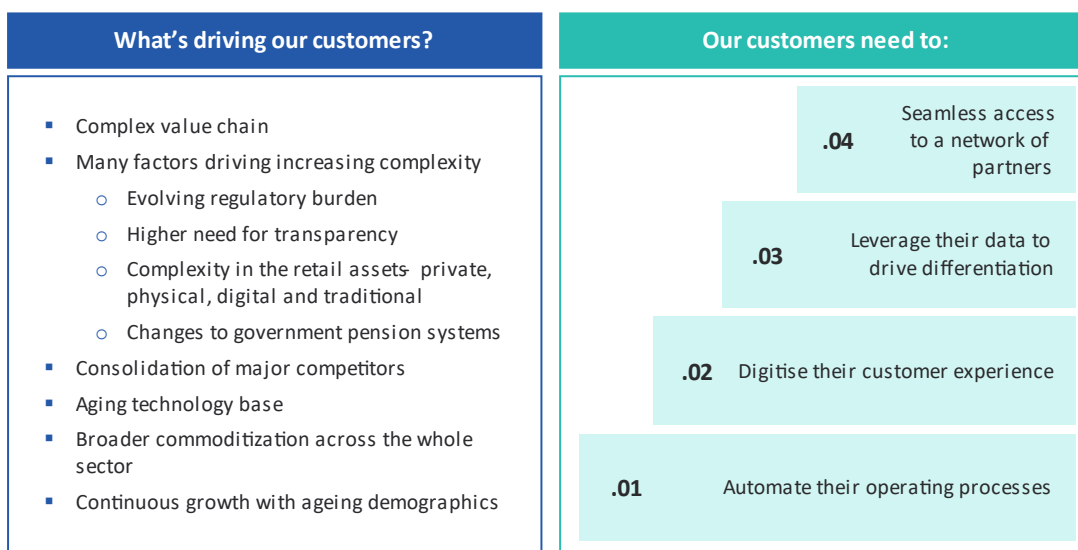 What's driving our customers?
▪ Complex value chain
▪ Many factors driving increasing complexity
o Evolving regulatory burden
o Higher need for transparency
o Complexity in the retail assets- private,
physical, digital and traditional
o Changes to government pension systems
▪ Consolidation of major competitors
▪ Aging technology base
▪ Broader commoditization across the whole
sector
▪ Continuous growth with ageing demographics
Our customers need to:
.04 Seamless access
to a network of
partners
.03 Leverage their data to
drive differentiation
.02 Digitise their customer experience
.01 Automate their operating processes